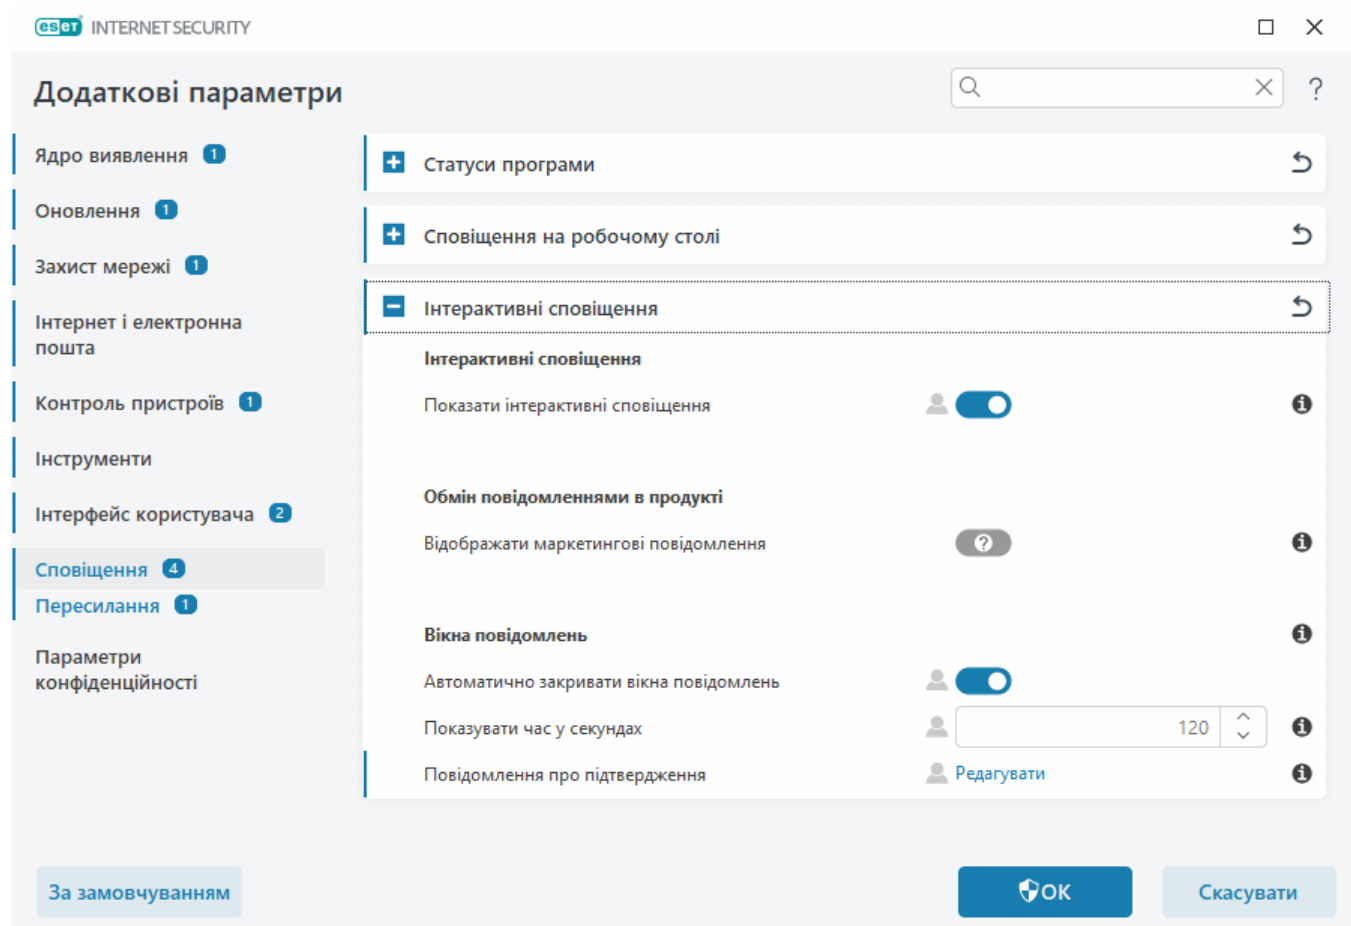 eset INTERNET SECURITY
Додаткові параметри
?
Ядро виявлення 1
Оновлення 1
Захист мережі 1
Інтернет і електронна
пошта
Контроль пристроїв 1
Інструменти
Інтерфейс користувача 2
Сповіщення 4
Пересилання 1
Параметри
конфіденційності
Статуси програми
Сповіщення на робочому столі
Інтерактивні сповіщення
Інтерактивні сповіщення
Показати інтерактивні сповіщення
Обмін повідомленнями в продукті
Відображати маркетингові повідомлення ?
Вікна повідомлень
Автоматично закривати вікна повідомлень
Показувати час у секундах 120
Повідомлення про підтвердження Редагувати
За замовчуванням
ОК
Скасувати